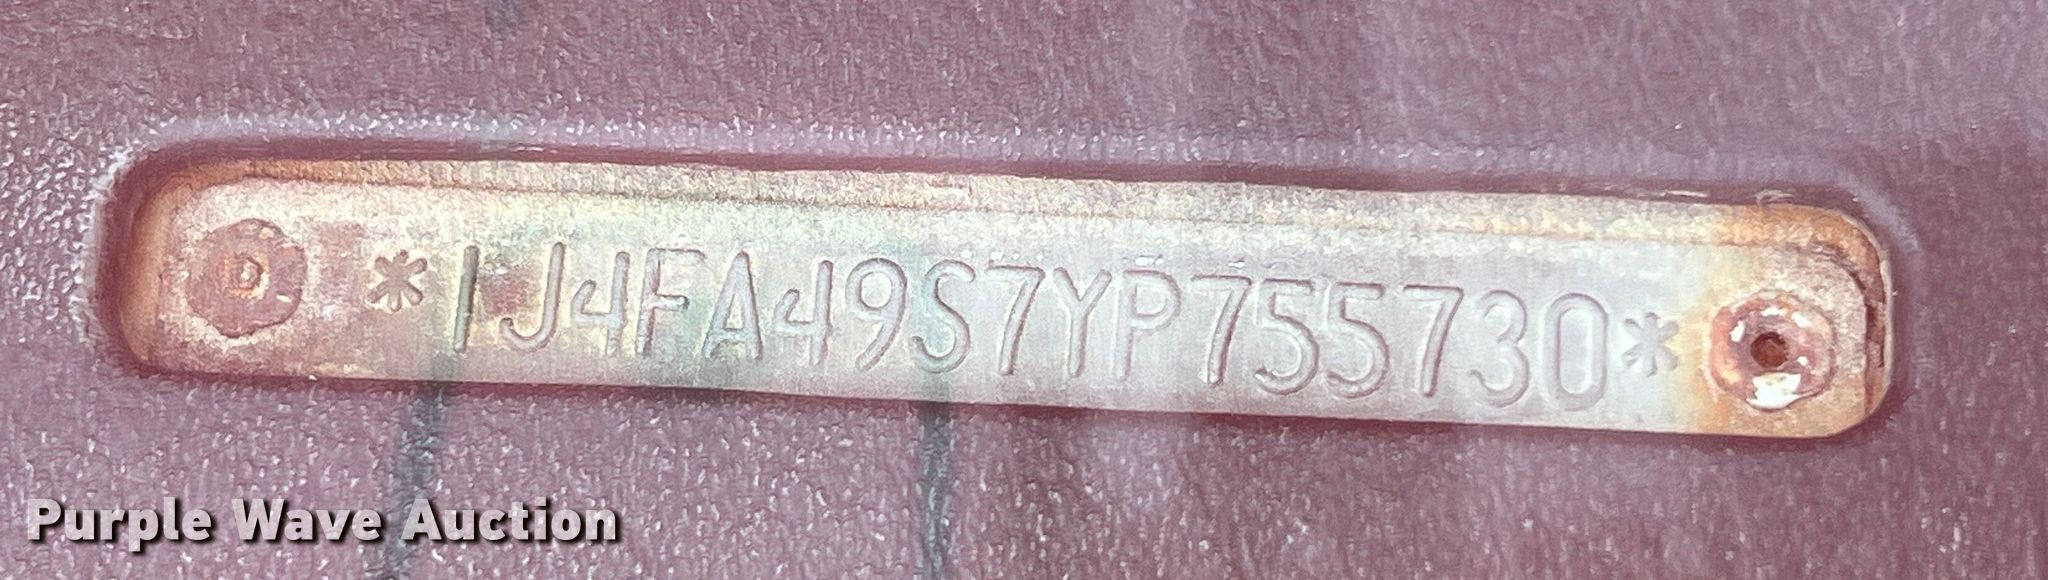 *1J4FA49S7YP755730*
Purple Wave Auction